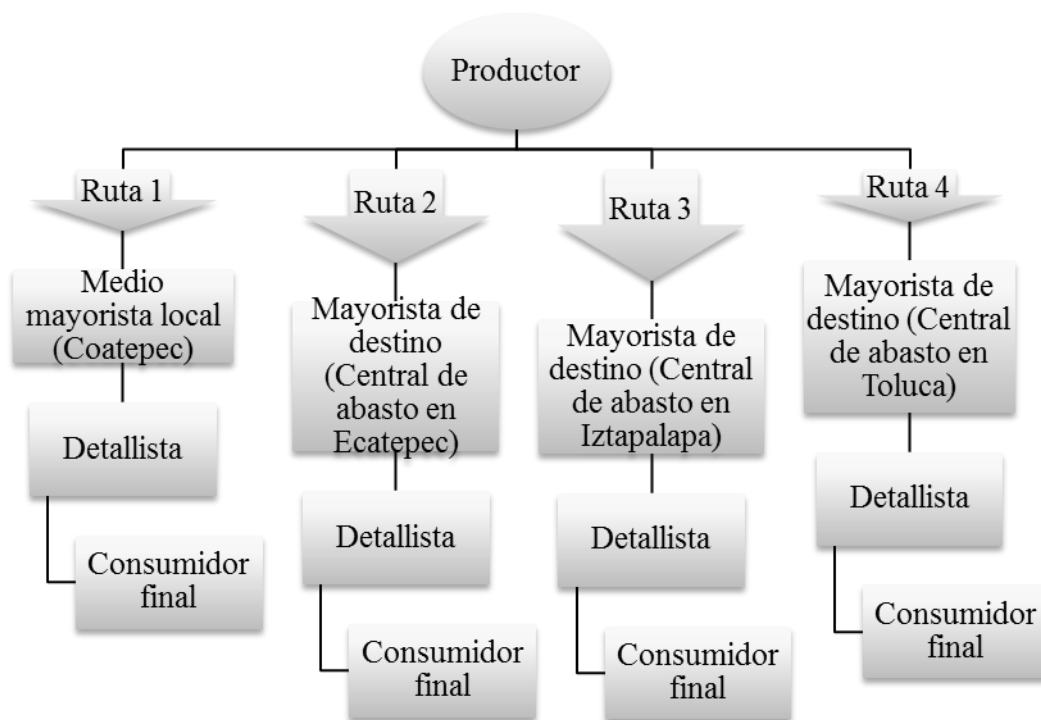 Productor
Ruta 1
Ruta 2
Ruta 3
Ruta 4
Medio
mayorista local
(Coatepec)
Detallista
Consumidor
final
Mayorista de
destino
(Central de
abasto en
Ecatepec)
Detallista
Consumidor
final
Mayorista de
destino (Central
de abasto en
Iztapalapa)
Detallista
Consumidor
final
Mayorista de
destino (Central
de abasto en
Toluca)
Detallista
Consumidor
final